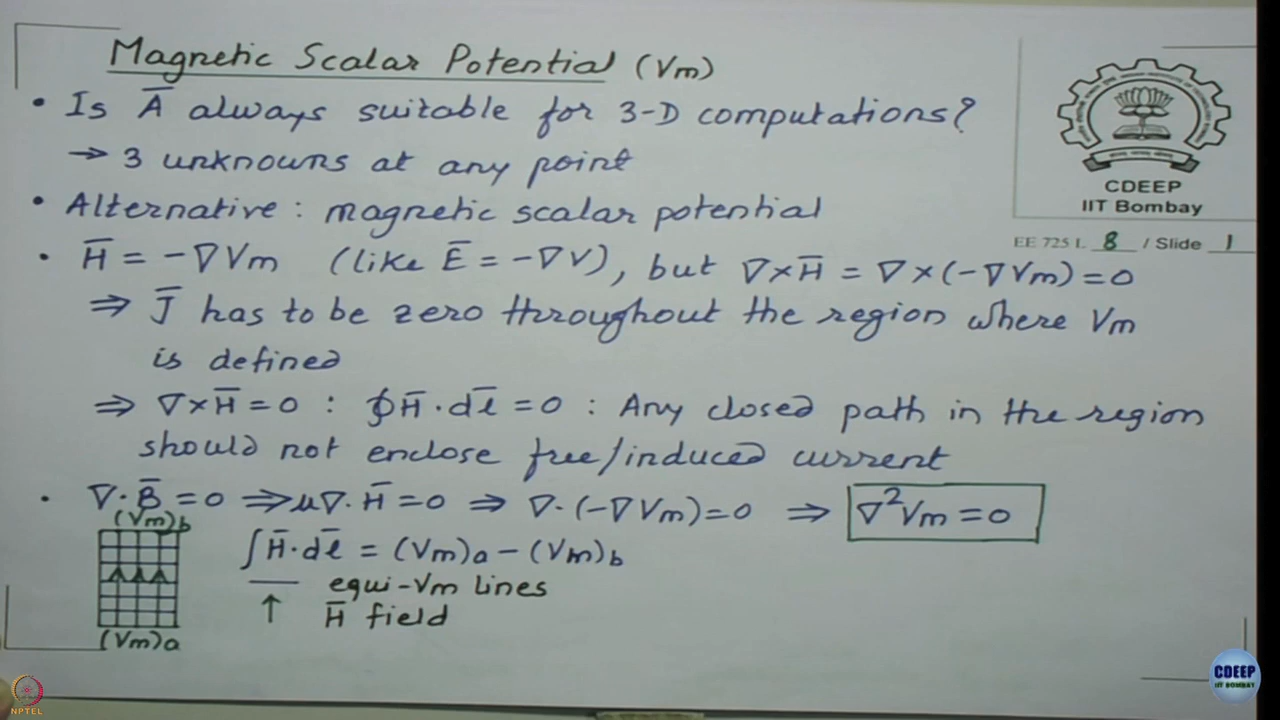 Magnetic Scalar Potential (Vm)
• Is A̅ always suitable for 3-D computations?
→ 3 unknowns at any point
• Alternative: magnetic scalar potential
• H̅ = -∇Vm (like E̅ = -∇V), but ∇×H̅ = ∇×(-∇Vm) = 0
⇒ J̅ has to be zero throughout the region where Vm
is defined
⇒ ∇×H̅ = 0 : ∮H̅·dl̅ = 0 : Any closed path in the region
should not enclose free/induced current
• ∇·B̅ = 0 ⇒ μ∇·H̅ = 0 ⇒ ∇·(-∇Vm) = 0 ⇒ ∇²Vm = 0
(Vm)b
∫H̅·dl̅ = (Vm)a - (Vm)b
— equi-Vm lines
↑ H̅ field
(Vm)a
CDEEP
IIT Bombay
EE 725 L 8 / Slide 1
NPTEL
CDEEP
IIT BOMBAY